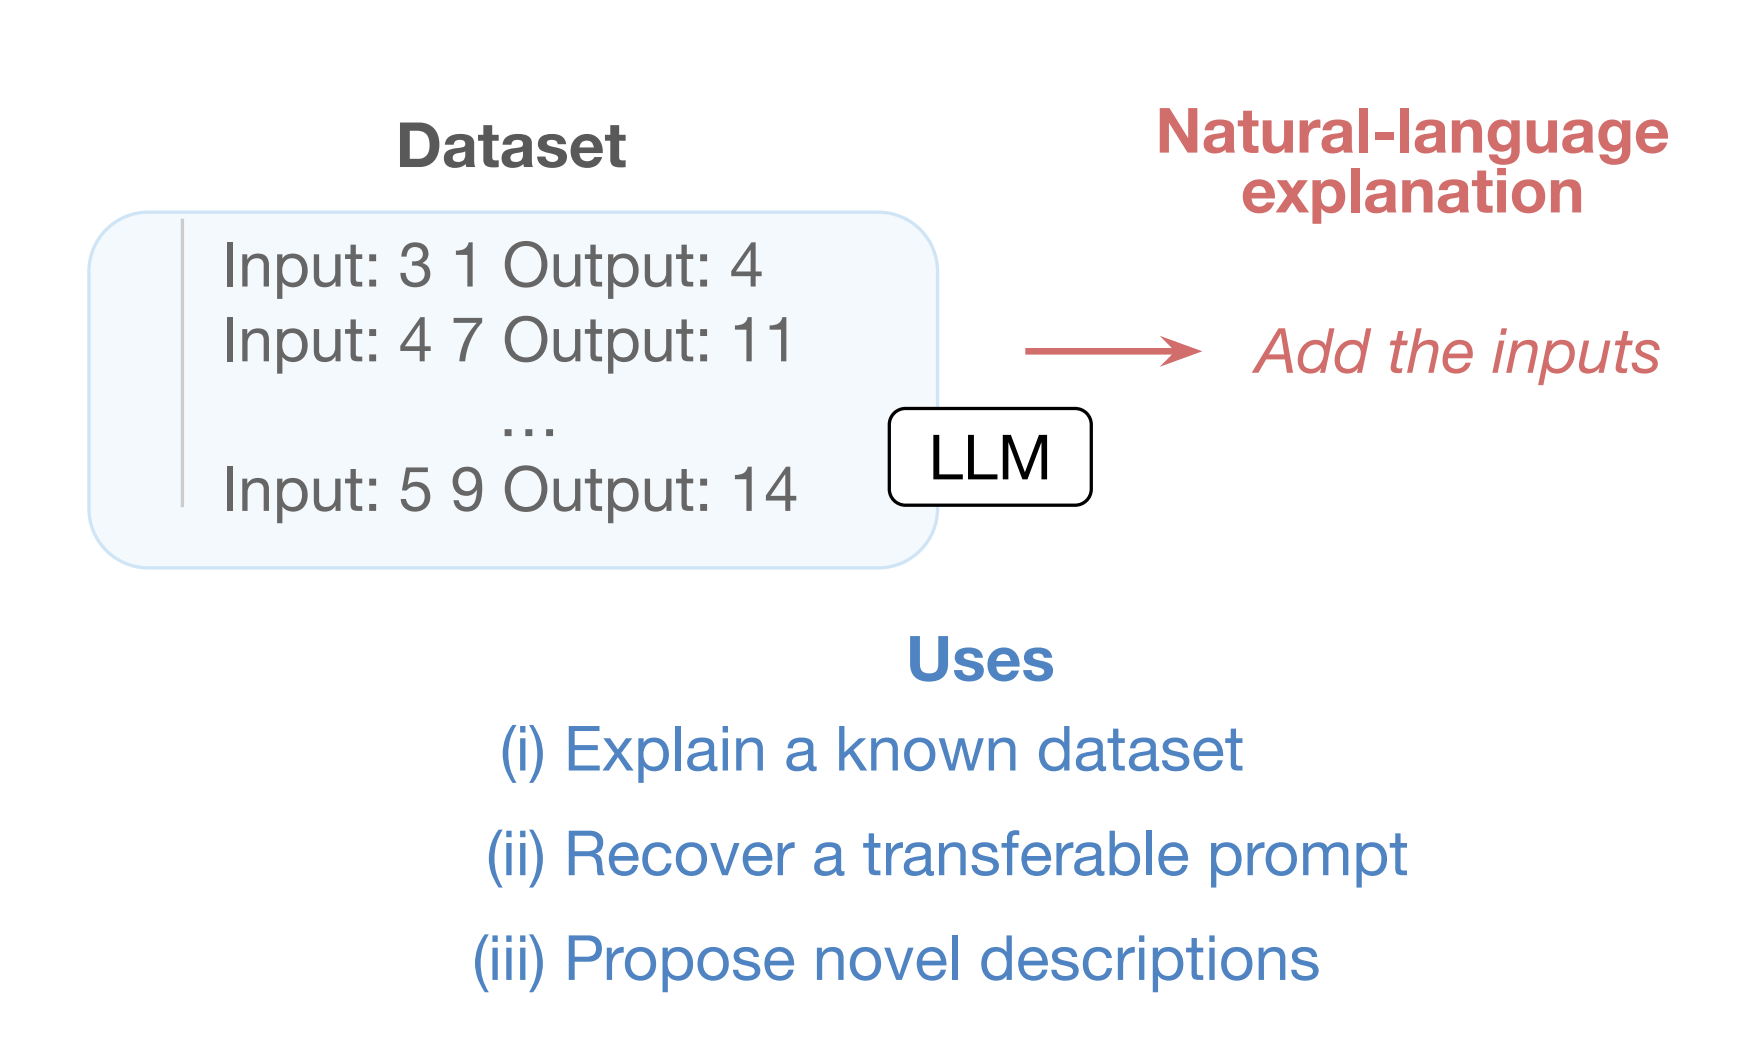 Dataset
Input: 3 1 Output: 4
Input: 4 7 Output: 11
...
Input: 5 9 Output: 14
LLM
Natural-language
explanation
Add the inputs
Uses
(i) Explain a known dataset
(ii) Recover a transferable prompt
(iii) Propose novel descriptions